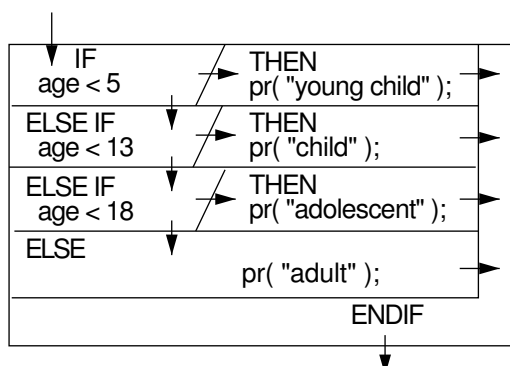 IF THEN
age < 5 pr( "young child" );
ELSE IF THEN
age < 13 pr( "child" );
ELSE IF THEN
age < 18 pr( "adolescent" );
ELSE
pr( "adult" );
ENDIF